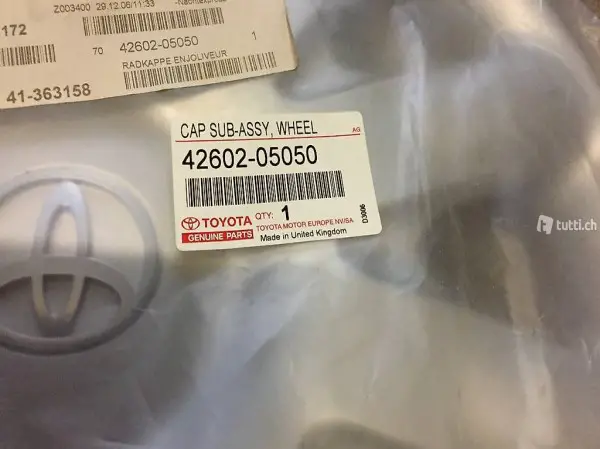 Z003400 29.12.06/11:33 -Nachtexpress
172
70 42602-05050 1
RADKAPPE ENJOLIVEUR
41-363158
CAP SUB-ASSY, WHEEL
AG
42602-05050
TOYOTA
GENUINE PARTS
QTY: 1
TOYOTA MOTOR EUROPE NV/SA
Made in United Kingdom
D3006
tutti.ch